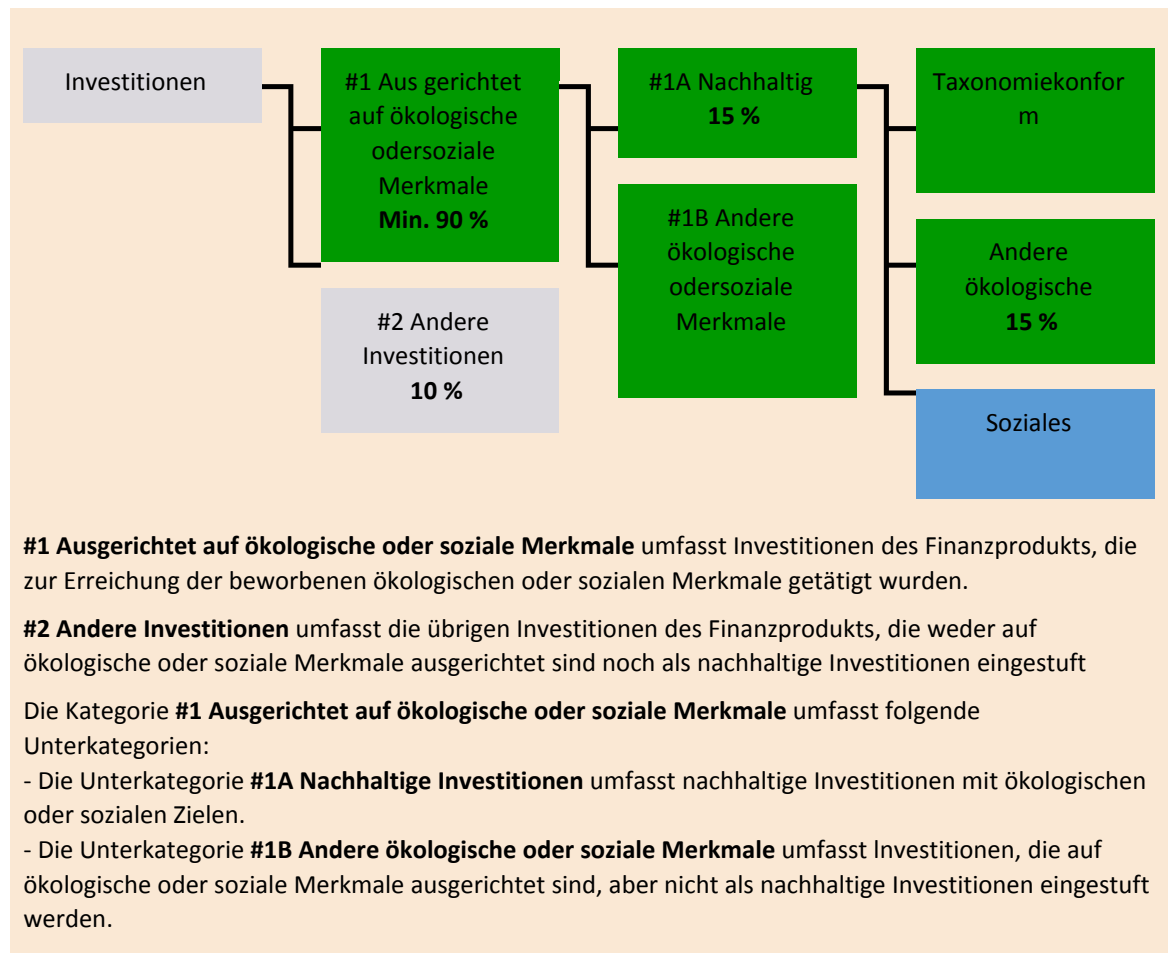 Investitionen
#1 Aus gerichtet
auf ökologische
odersoziale
Merkmale
Min. 90 %
#2 Andere
Investitionen
10 %
#1A Nachhaltig
15 %
#1B Andere
ökologische
odersoziale
Merkmale
Taxonomiekonfor
m
Andere
ökologische
15 %
Soziales
#1 Ausgerichtet auf ökologische oder soziale Merkmale umfasst Investitionen des Finanzprodukts, die
zur Erreichung der beworbenen ökologischen oder sozialen Merkmale getätigt wurden.
#2 Andere Investitionen umfasst die übrigen Investitionen des Finanzprodukts, die weder auf
ökologische oder soziale Merkmale ausgerichtet sind noch als nachhaltige Investitionen eingestuft
Die Kategorie #1 Ausgerichtet auf ökologische oder soziale Merkmale umfasst folgende
Unterkategorien:
- Die Unterkategorie #1A Nachhaltige Investitionen umfasst nachhaltige Investitionen mit ökologischen
oder sozialen Zielen.
- Die Unterkategorie #1B Andere ökologische oder soziale Merkmale umfasst lnvestitionen, die auf
ökologische oder soziale Merkmale ausgerichtet sind, aber nicht als nachhaltige Investitionen eingestuft
werden.